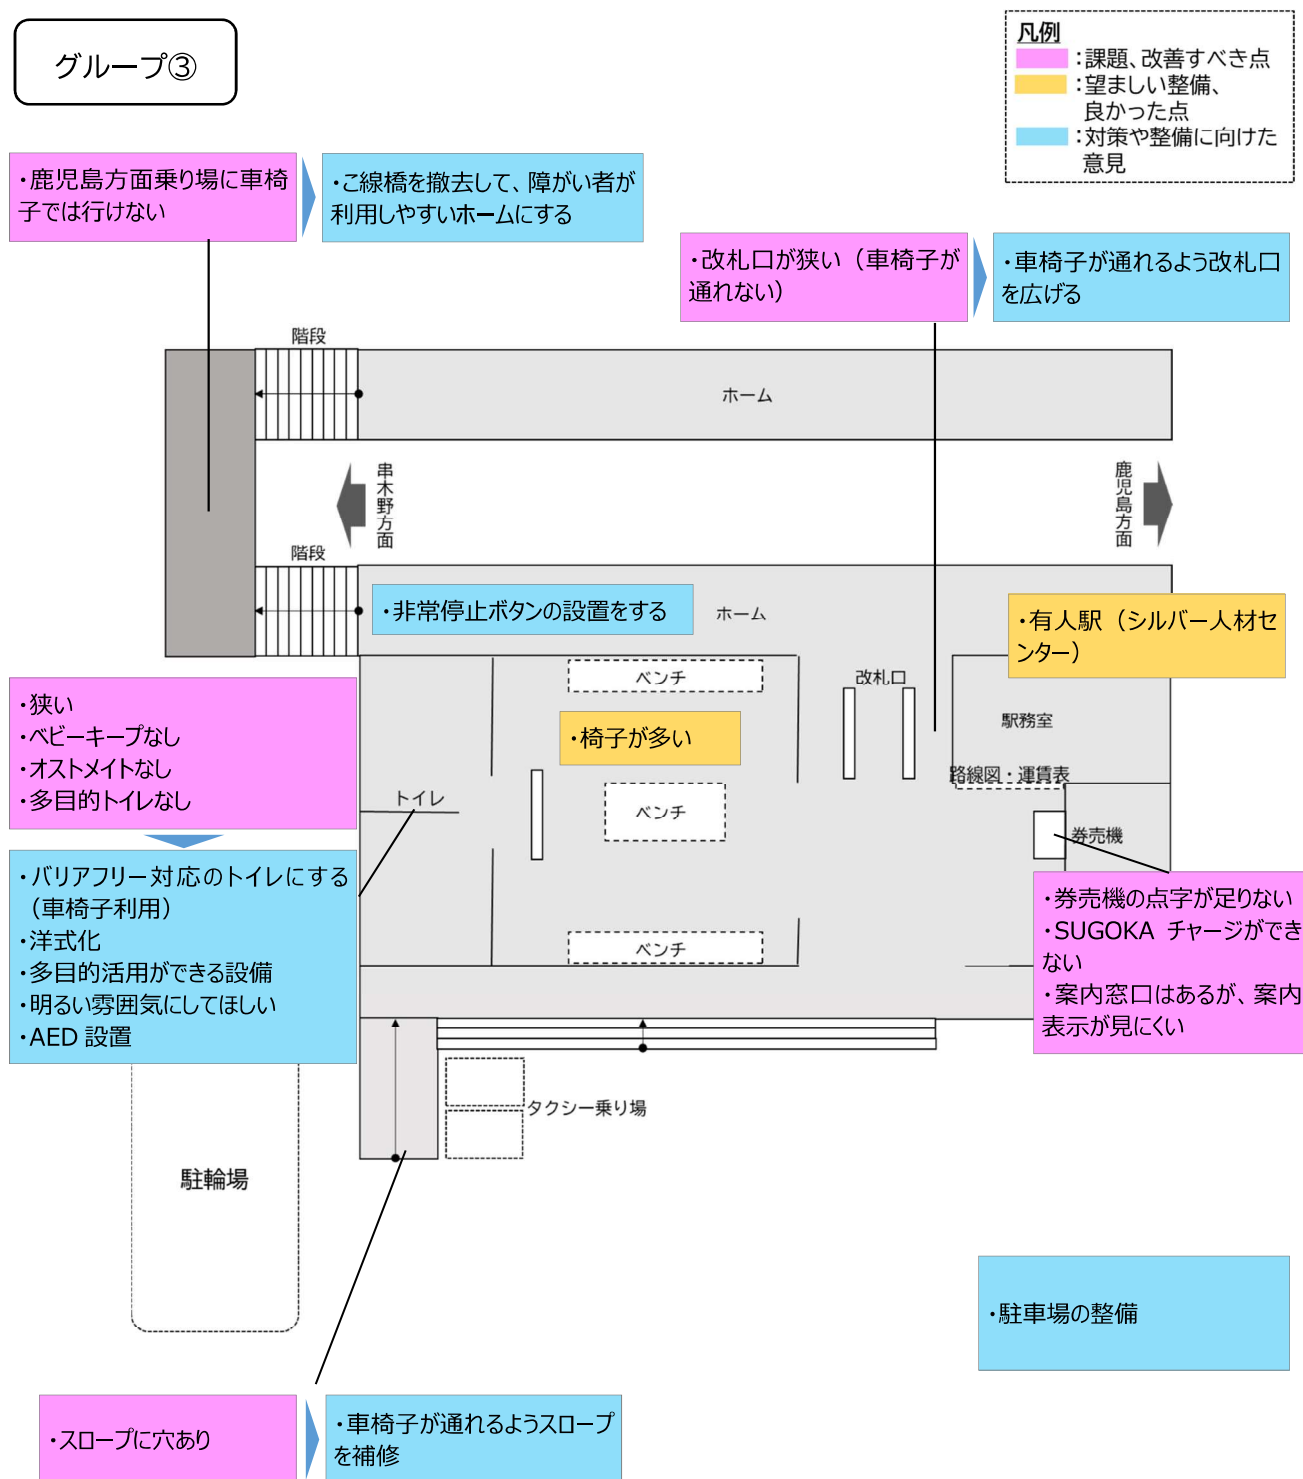 グループ③
凡例
：課題、改善すべき点
：望ましい整備、
良かった点
：対策や整備に向けた
意見
・鹿児島方面乗り場に車椅
子では行けない
・こ線橋を撤去して、障がい者が
利用しやすいホームにする
・改札口が狭い（車椅子が
通れない）
・車椅子が通れるよう改札口
を広げる
階段
ホーム
串木野方面
鹿児島方面
階段
・非常停止ボタンの設置をする
ホーム
・有人駅（シルバー人材セ
ンター）
・狭い
・ベビーキープなし
・オストメイトなし
・多目的トイレなし
ベンチ
改札口
・椅子が多い
駅務室
路線図・運賃表
トイレ
ベンチ
券売機
・バリアフリー対応のトイレにする
（車椅子利用）
・洋式化
・多目的活用ができる設備
・明るい雰囲気にしてほしい
・AED 設置
ベンチ
・券売機の点字が足りない
・SUGOKA チャージができ
ない
・案内窓口はあるが、案内
表示が見にくい
タクシー乗り場
駐輪場
・駐車場の整備
・スロープに穴あり
・車椅子が通れるようスロープ
を補修